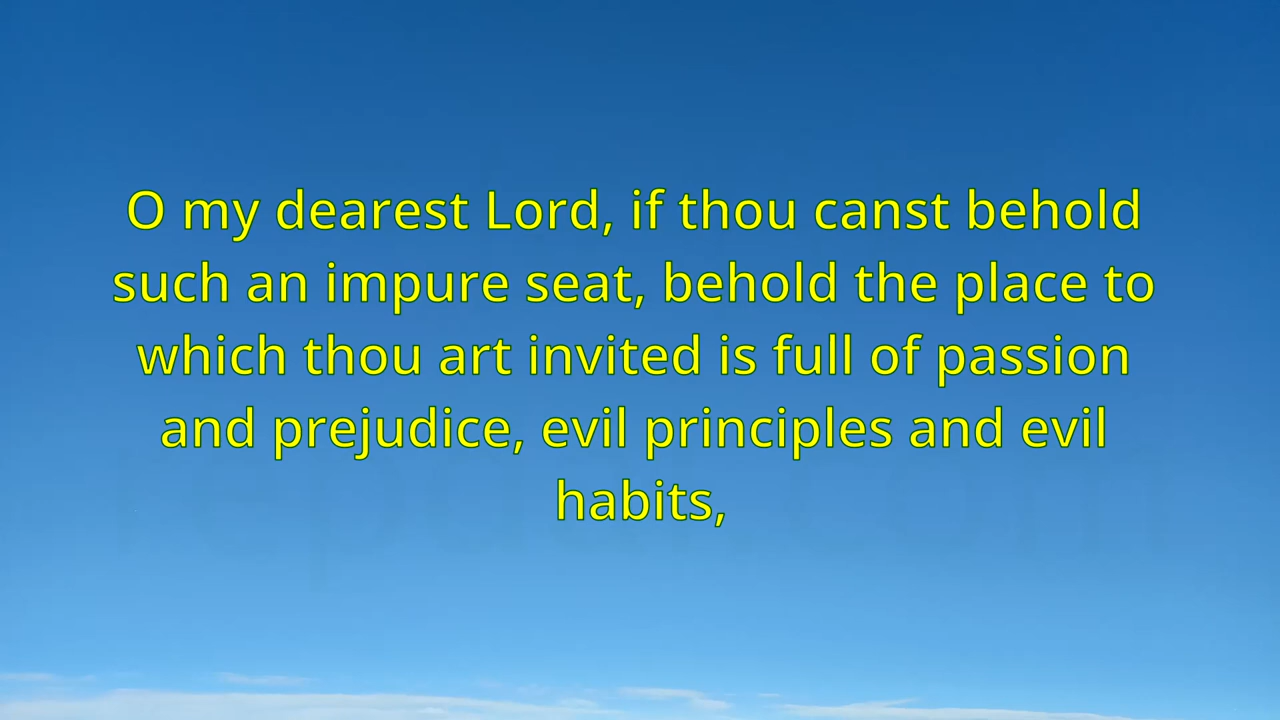 O my dearest Lord, if thou canst behold
such an impure seat, behold the place to
which thou art invited is full of passion
and prejudice, evil principles and evil
habits,